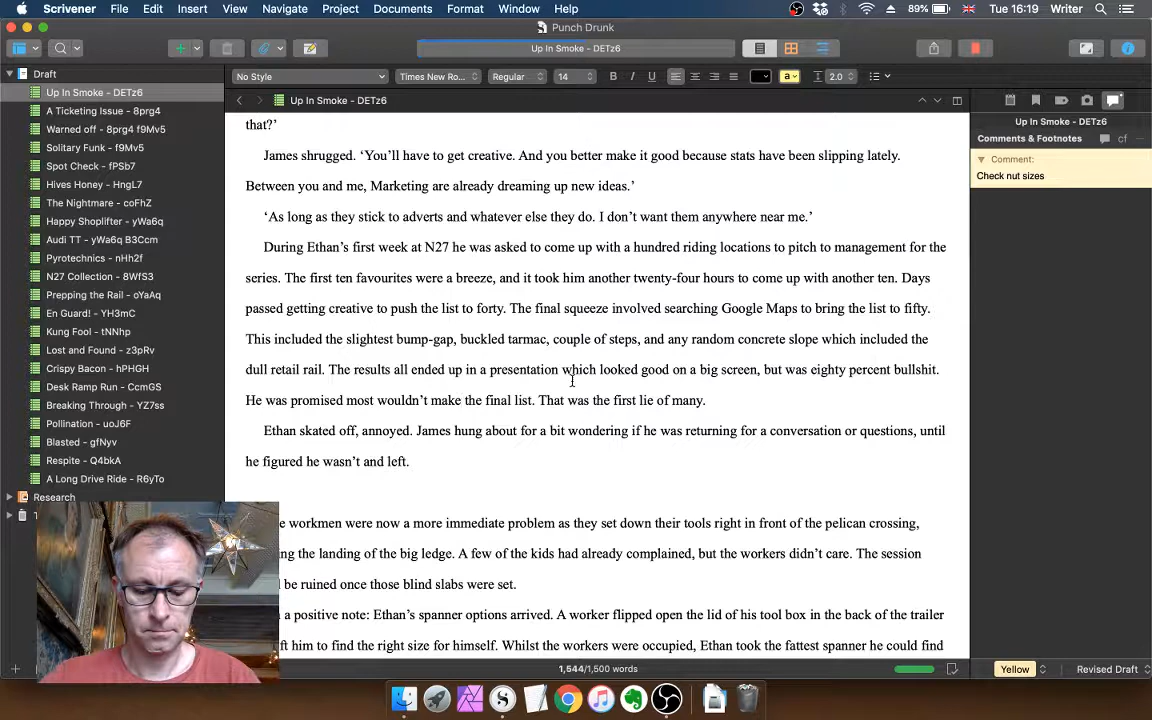 Scrivener File Edit Insert View Navigate Project Documents Format Window Help 89% Tue 16:19 Writer
Punch Drunk
Up In Smoke - DETz6
No Style Times New Ro... Regular 14 B I U a 2.0
Draft
Up In Smoke - DETz6
A Ticketing Issue - 8prg4
Warned off - 8prg4 f9Mv5
Solitary Funk - f9Mv5
Spot Check - fPSb7
Hives Honey - HngL7
The Nightmare - coFhZ
Happy Shoplifter - yWa6q
Audi TT - yWa6q B3Ccm
Pyrotechnics - nHh2f
N27 Collection - 8WfS3
Prepping the Rail - oYaAq
En Guard! - YH3mC
Kung Fool - tNNhp
Lost and Found - z3pRv
Crispy Bacon - hPHGH
Desk Ramp Run - CcmGS
Breaking Through - YZ7ss
Pollination - uoJ6F
Blasted - gfNyv
Respite - Q4bkA
A Long Drive Ride - R6yTo
Research
T
Up In Smoke - DETz6
that?’
James shrugged. ‘You’ll have to get creative. And you better make it good because stats have been slipping lately.
Between you and me, Marketing are already dreaming up new ideas.’
‘As long as they stick to adverts and whatever else they do. I don’t want them anywhere near me.’
During Ethan’s first week at N27 he was asked to come up with a hundred riding locations to pitch to management for the
series. The first ten favourites were a breeze, and it took him another twenty-four hours to come up with another ten. Days
passed getting creative to push the list to forty. The final squeeze involved searching Google Maps to bring the list to fifty.
This included the slightest bump-gap, buckled tarmac, couple of steps, and any random concrete slope which included the
dull retail rail. The results all ended up in a presentation which looked good on a big screen, but was eighty percent bullshit.
He was promised most wouldn’t make the final list. That was the first lie of many.
Ethan skated off, annoyed. James hung about for a bit wondering if he was returning for a conversation or questions, until
he figured he wasn’t and left.
e workmen were now a more immediate problem as they set down their tools right in front of the pelican crossing,
ng the landing of the big ledge. A few of the kids had already complained, but the workers didn’t care. The session
be ruined once those blind slabs were set.
a positive note: Ethan’s spanner options arrived. A worker flipped open the lid of his tool box in the back of the trailer
ft him to find the right size for himself. Whilst the workers were occupied, Ethan took the fattest spanner he could find
1,544/1,500 words
Up In Smoke - DETz6
Comments & Footnotes cf
Comment:
Check nut sizes
Yellow Revised Draft